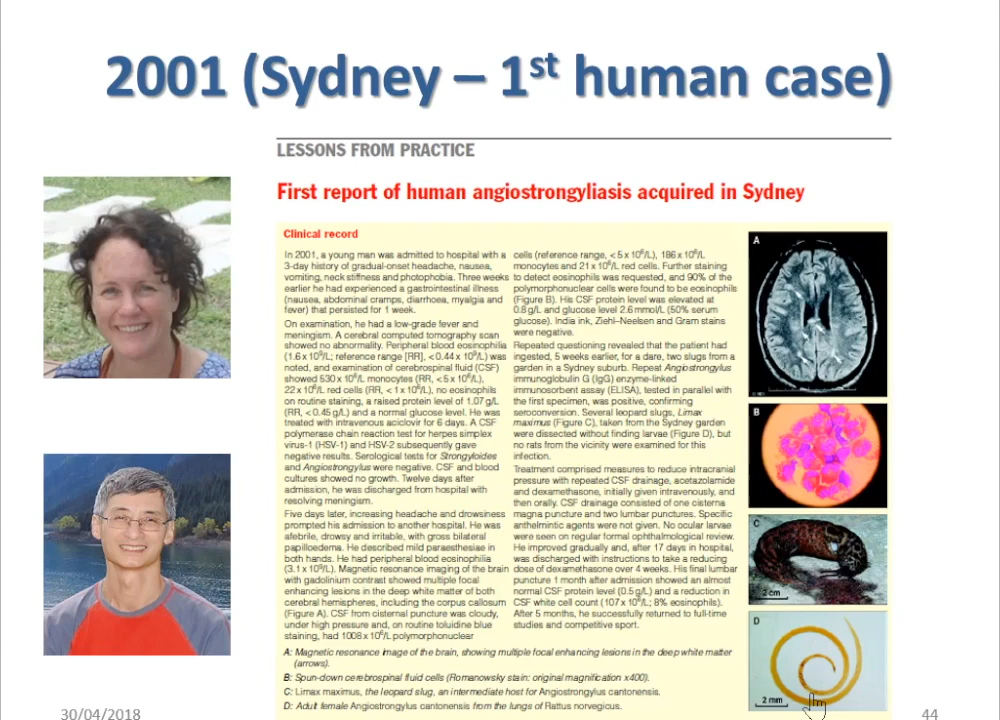 2001 (Sydney – 1st human case)
LESSONS FROM PRACTICE
First report of human angiostrongyliasis acquired in Sydney
Clinical record
In 2001, a young man was admitted to hospital with a
3-day history of gradual-onset headache, nausea,
vomiting, neck stiffness and photophobia. Three weeks
earlier he had experienced a gastrointestinal illness
(nausea, abdominal cramps, diarrhoea, myalgia and
fever) that persisted for 1 week.
On examination, he had a low-grade fever and
meningism. A cerebral computed tomography scan
showed no abnormality. Peripheral blood eosinophilia
(1.6 x 10⁹/L; reference range [RR], <0.44 x 10⁹/L) was
noted, and examination of cerebrospinal fluid (CSF)
showed 530 x 10⁶/L monocytes (RR, <5 x 10⁶/L),
22 x 10⁶/L red cells (RR, <1 x 10⁶/L), no eosinophils
on routine staining, a raised protein level of 1.07 g/L
(RR, <0.45 g/L) and a normal glucose level. He was
treated with intravenous aciclovir for 6 days. A CSF
polymerase chain reaction test for herpes simplex
virus-1 (HSV-1) and HSV-2 subsequently gave
negative results. Serological tests for Strongyloides
and Angiostrongylus were negative. CSF and blood
cultures showed no growth. Twelve days after
admission, he was discharged from hospital with
resolving meningism.
Five days later, increasing headache and drowsiness
prompted his admission to another hospital. He was
afebrile, drowsy and irritable, with gross bilateral
papilloedema. He described mild paraesthesiae in
both hands. He had peripheral blood eosinophilia
(3.1 x 10⁹/L). Magnetic resonance imaging of the brain
with gadolinium contrast showed multiple focal
enhancing lesions in the deep white matter of both
cerebral hemispheres, including the corpus callosum
(Figure A). CSF from cisternal puncture was cloudy,
under high pressure and, on routine toluidine blue
staining, had 1008 x 10⁶/L polymorphonuclear
cells (reference range, <5 x 10⁶/L), 186 x 10⁶/L
monocytes and 21 x 10⁶/L red cells. Further staining
to detect eosinophils was requested, and 90% of the
polymorphonuclear cells were found to be eosinophils
(Figure B). His CSF protein level was elevated at
0.8 g/L and glucose level 2.6 mmol/L (50% serum
glucose). India ink, Ziehl–Neelsen and Gram stains
were negative.
Repeated questioning revealed that the patient had
ingested, 5 weeks earlier, for a dare, two slugs from a
garden in a Sydney suburb. Repeat Angiostrongylus
immunoglobulin G (IgG) enzyme-linked
immunosorbent assay (ELISA), tested in parallel with
the first specimen, was positive, confirming
seroconversion. Several leopard slugs, Limax
maximus (Figure C), taken from the Sydney garden
were dissected without finding larvae (Figure D), but
no rats from the vicinity were examined for this
infection.
Treatment comprised measures to reduce intracranial
pressure with repeated CSF drainage, acetazolamide
and dexamethasone, initially given intravenously, and
then orally. CSF drainage consisted of one cisterna
magna puncture and two lumbar punctures. Specific
anthelmintic agents were not given. No ocular larvae
were seen on regular formal ophthalmological review.
He improved gradually and, after 17 days in hospital,
was discharged with instructions to take a reducing
dose of dexamethasone over 4 weeks. His final lumbar
puncture 1 month after admission showed an almost
normal CSF protein level (0.5 g/L) and a reduction in
CSF white cell count (107 x 10⁶/L; 8% eosinophils).
After 5 months, he successfully returned to full-time
studies and competitive sport.
A
B
C
2 cm
D
2 mm
A: Magnetic resonance image of the brain, showing multiple focal enhancing lesions in the deep white matter
(arrows).
B: Spun-down cerebrospinal fluid cells (Romanowsky stain: original magnification x400).
C: Limax maximus, the leopard slug, an intermediate host for Angiostrongylus cantonensis.
D: Adult female Angiostrongylus cantonensis from the lungs of Rattus norvegicus.
30/04/2018
44